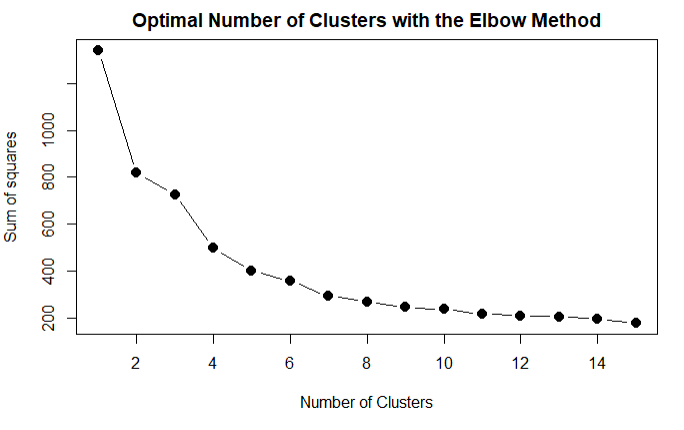 Optimal Number of Clusters with the Elbow Method
Sum of squares
1000
800
600
400
200
2 4 6 8 10 12 14
Number of Clusters